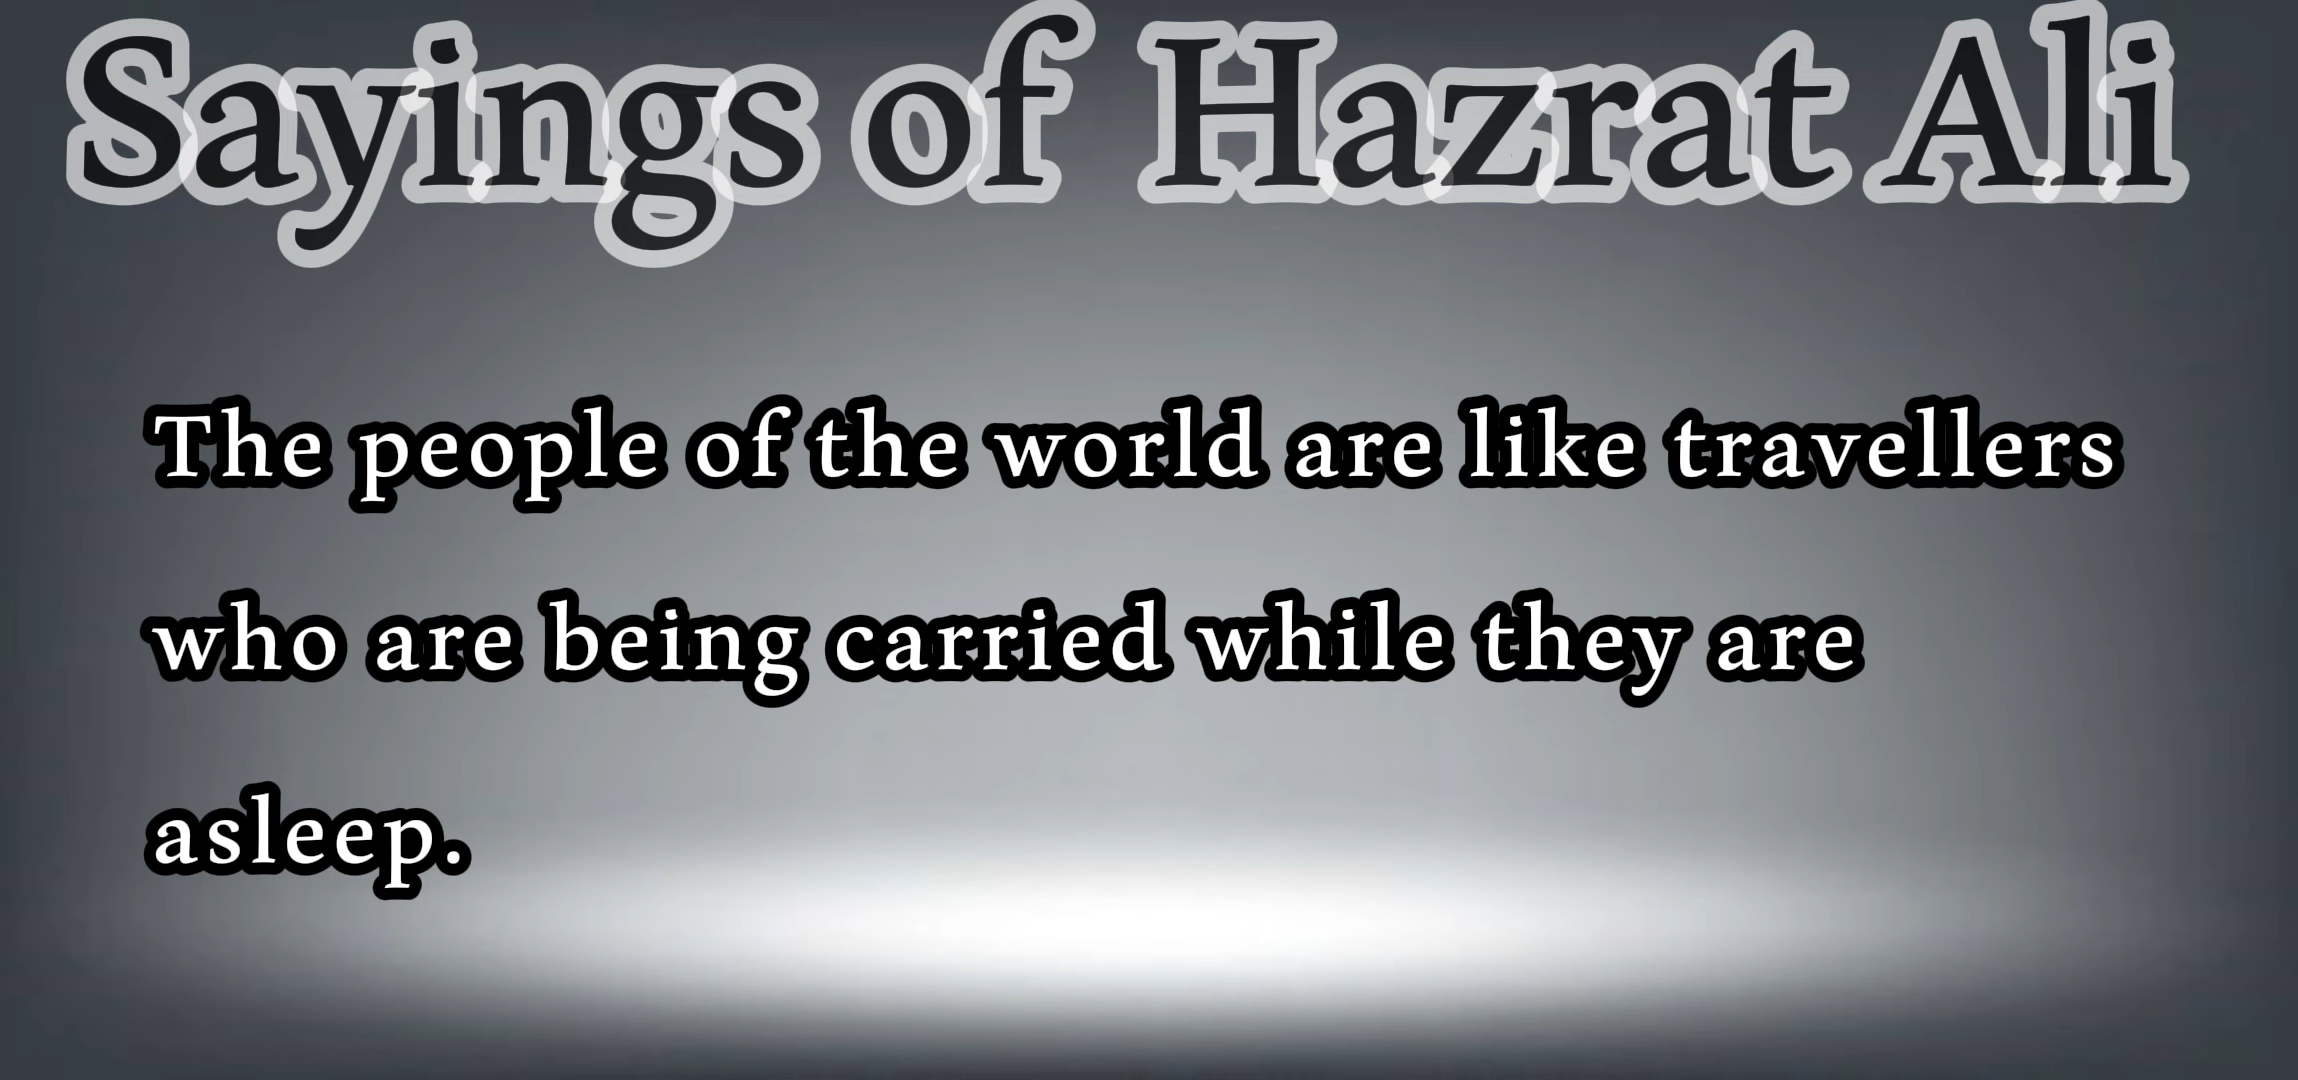 Sayings of Hazrat Ali
The people of the world are like travellers
who are being carried while they are
asleep.